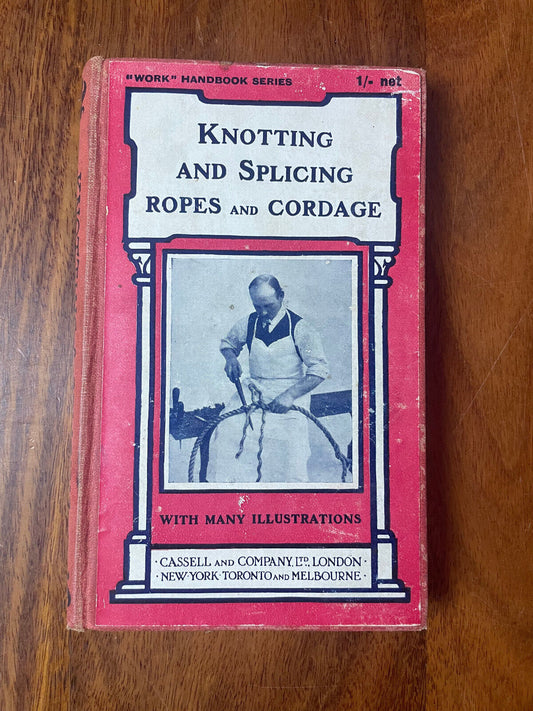 "WORK" HANDBOOK SERIES 1/- net
KNOTTING
AND SPLICING
ROPES AND CORDAGE
WITH MANY ILLUSTRATIONS
· CASSELL AND COMPANY, LTD., LONDON ·
· NEW·YORK·TORONTO AND MELBOURNE ·